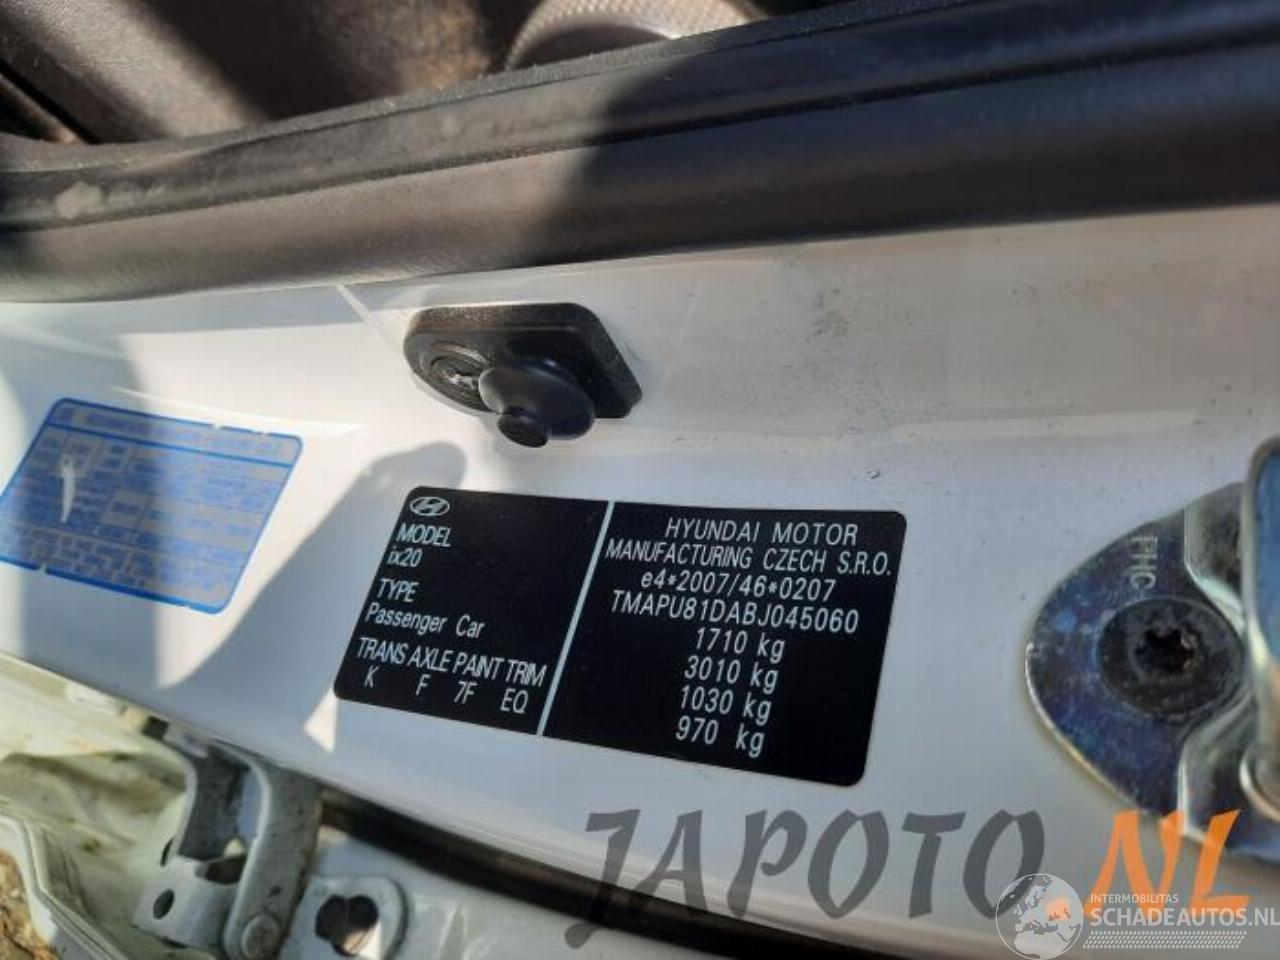 MODEL
ix20
TYPE
Passenger Car
TRANS AXLE PAINT TRIM
K F 7F EQ
HYUNDAI MOTOR
MANUFACTURING CZECH S.R.O.
e4*2007/46*0207
TMAPU81DABJ045060
1710 kg
3010 kg
1030 kg
970 kg
PHC
JAPOTO.NL
INTERMOBILITAS
SCHADEAUTOS.NL